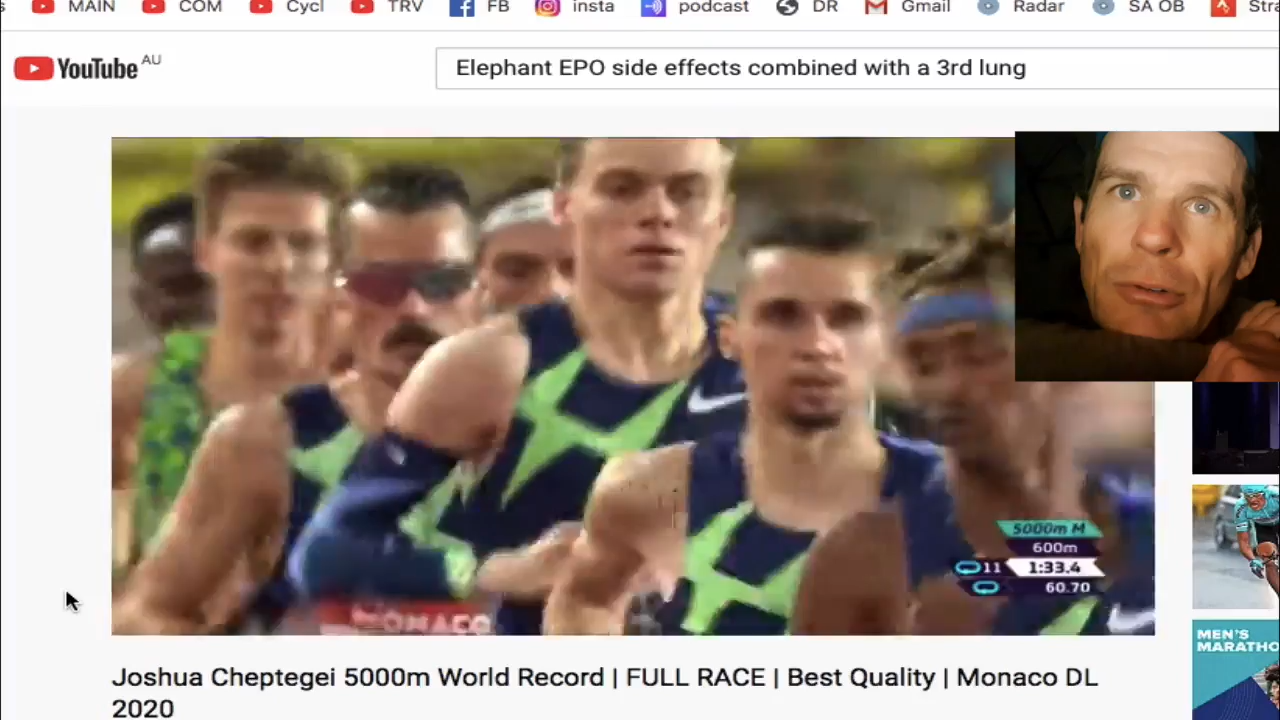 MAIN COM Cycl TRV FB insta podcast DR Gmail Radar SA OB
YouTube AU
Elephant EPO side effects combined with a 3rd lung
5000m M
600m
11 1:33.4
60.70
MONACO
MEN'S
Joshua Cheptegei 5000m World Record | FULL RACE | Best Quality | Monaco DL
2020